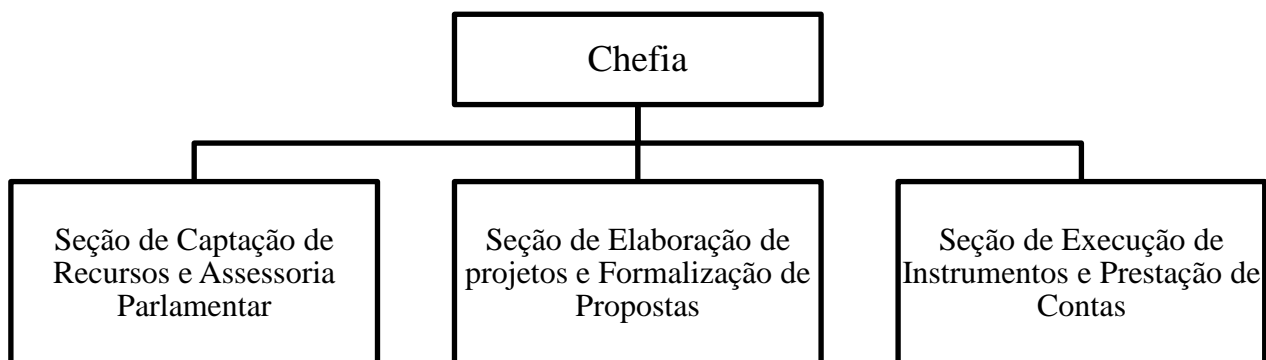 Chefia
Seção de Captação de
Recursos e Assessoria
Parlamentar
Seção de Elaboração de
projetos e Formalização de
Propostas
Seção de Execução de
Instrumentos e Prestação de
Contas